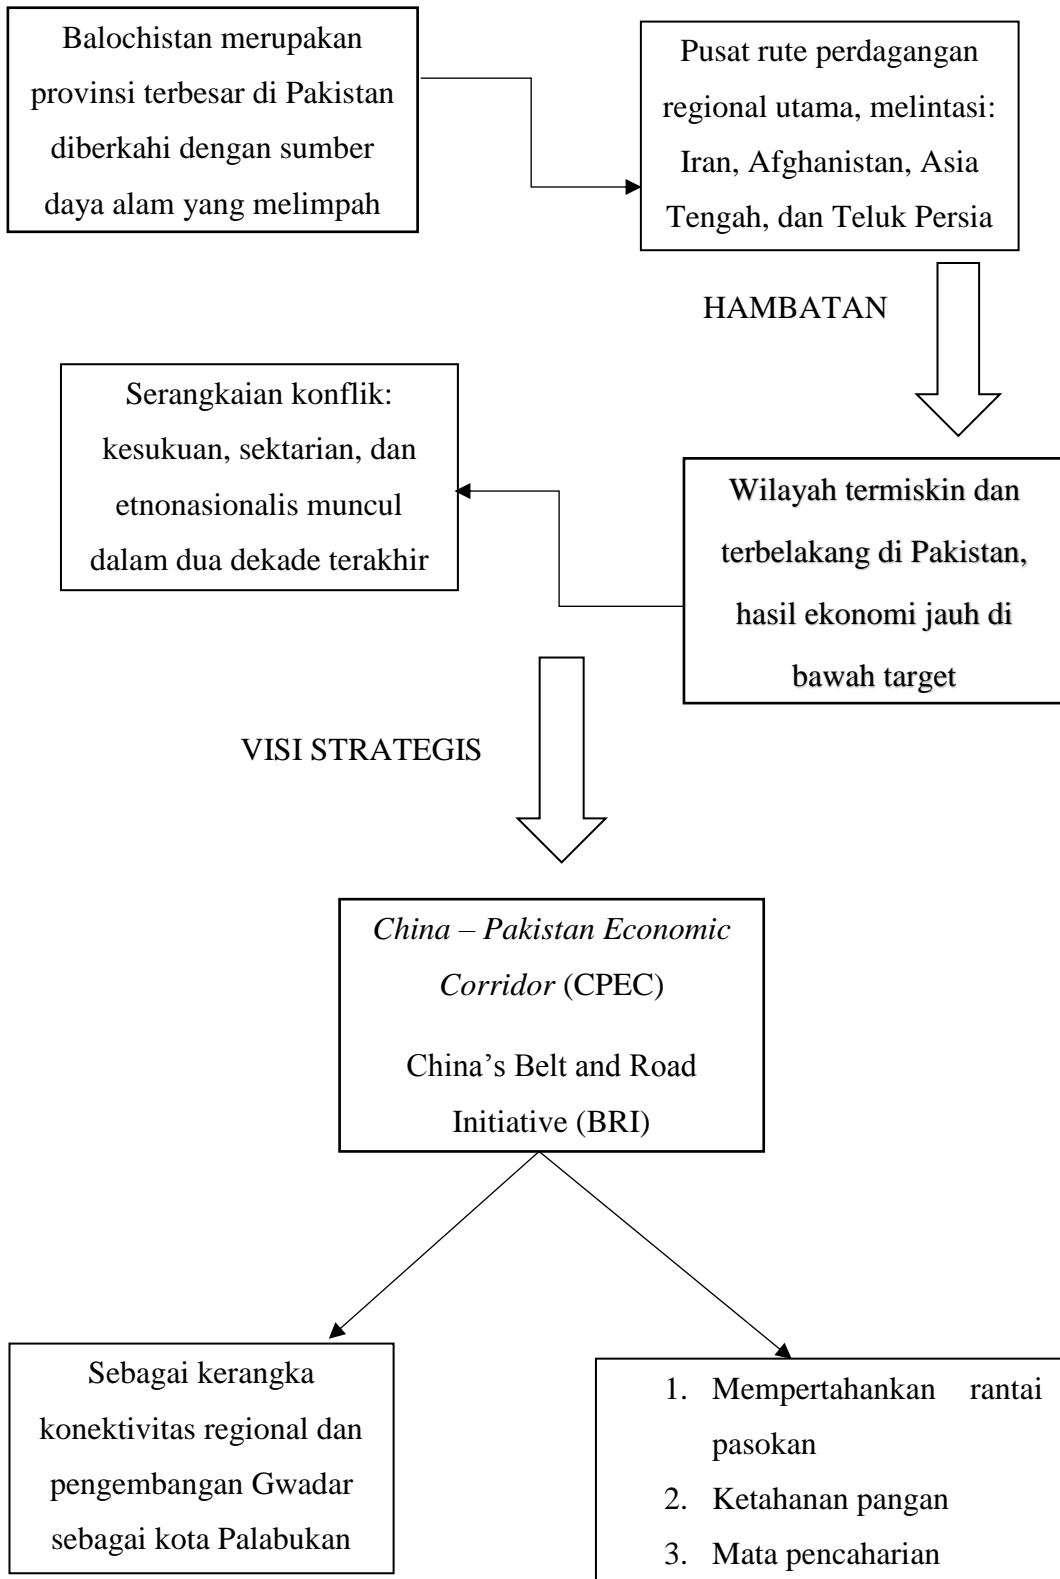 Balochistan merupakan
provinsi terbesar di Pakistan
diberkahi dengan sumber
daya alam yang melimpah
Pusat rute perdagangan
regional utama, melintasi:
Iran, Afghanistan, Asia
Tengah, dan Teluk Persia
HAMBATAN
Wilayah termiskin dan
terbelakang di Pakistan,
hasil ekonomi jauh di
bawah target
Serangkaian konflik:
kesukuan, sektarian, dan
etnonasionalis muncul
dalam dua dekade terakhir
VISI STRATEGIS
China – Pakistan Economic
Corridor (CPEC)
China’s Belt and Road
Initiative (BRI)
Sebagai kerangka
konektivitas regional dan
pengembangan Gwadar
sebagai kota Palabukan
1. Mempertahankan rantai
pasokan
2. Ketahanan pangan
3. Mata pencaharian